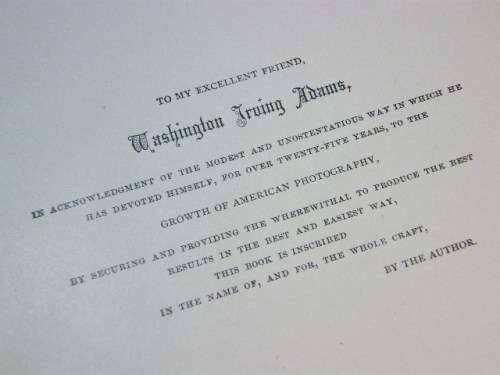 TO MY EXCELLENT FRIEND,
Washington Irving Adams,
IN ACKNOWLEDGMENT OF THE MODEST AND UNOSTENTATIOUS WAY IN WHICH HE
HAS DEVOTED HIMSELF, FOR OVER TWENTY-FIVE YEARS, TO THE
GROWTH OF AMERICAN PHOTOGRAPHY,
BY SECURING AND PROVIDING THE WHEREWITHAL TO PRODUCE THE BEST
RESULTS IN THE BEST AND EASIEST WAY,
THIS BOOK IS INSCRIBED
IN THE NAME OF, AND FOR, THE WHOLE CRAFT,
BY THE AUTHOR.